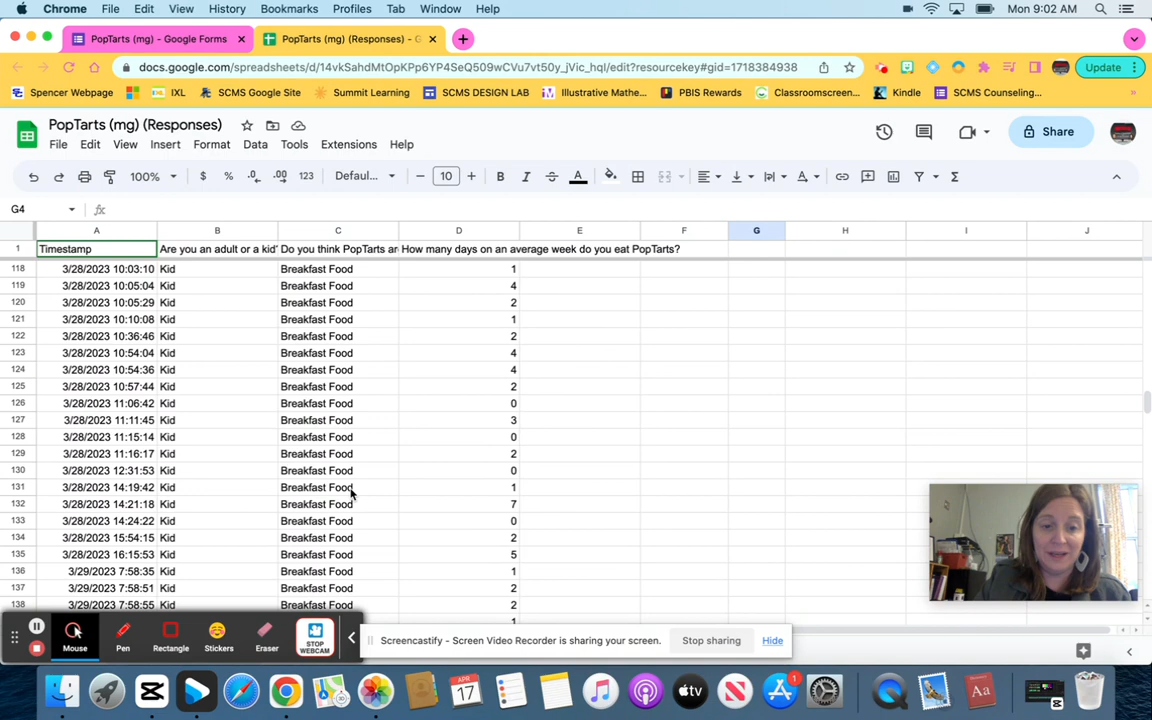 Chrome File Edit View History Bookmarks Profiles Tab Window Help Mon 9:02 AM
PopTarts (mg) - Google Forms × PopTarts (mg) (Responses) - G × +
docs.google.com/spreadsheets/d/14vkSahdMtOpKPp6YP4SeQ509wCVu7vt50y_jVic_hqI/edit?resourcekey#gid=1718384938 Update
Spencer Webpage IXL SCMS Google Site Summit Learning SCMS DESIGN LAB Illustrative Mathe... PBIS Rewards Classroomscreen... Kindle SCMS Counseling... »
PopTarts (mg) (Responses)
File Edit View Insert Format Data Tools Extensions Help Share
100% $ % .0 .00 123 Defaul... − 10 + B I S A Σ
G4 fx
A B C D E F G H I J
1 Timestamp Are you an adult or a kid? Do you think PopTarts are How many days on an average week do you eat PopTarts?
118 3/28/2023 10:03:10 Kid Breakfast Food 1
119 3/28/2023 10:05:04 Kid Breakfast Food 4
120 3/28/2023 10:05:29 Kid Breakfast Food 2
121 3/28/2023 10:10:08 Kid Breakfast Food 1
122 3/28/2023 10:36:46 Kid Breakfast Food 2
123 3/28/2023 10:54:04 Kid Breakfast Food 4
124 3/28/2023 10:54:36 Kid Breakfast Food 4
125 3/28/2023 10:57:44 Kid Breakfast Food 2
126 3/28/2023 11:06:42 Kid Breakfast Food 0
127 3/28/2023 11:11:45 Kid Breakfast Food 3
128 3/28/2023 11:15:14 Kid Breakfast Food 0
129 3/28/2023 11:16:17 Kid Breakfast Food 2
130 3/28/2023 12:31:53 Kid Breakfast Food 0
131 3/28/2023 14:19:42 Kid Breakfast Food 1
132 3/28/2023 14:21:18 Kid Breakfast Food 7
133 3/28/2023 14:24:22 Kid Breakfast Food 0
134 3/28/2023 15:54:15 Kid Breakfast Food 2
135 3/28/2023 16:15:53 Kid Breakfast Food 5
136 3/29/2023 7:58:35 Kid Breakfast Food 1
137 3/29/2023 7:58:51 Kid Breakfast Food 2
138 3/29/2023 7:58:55 Kid Breakfast Food 2
Mouse Pen Rectangle Stickers Eraser STOP WEBCAM
Screencastify - Screen Video Recorder is sharing your screen. Stop sharing Hide
APR 17 Aa 1